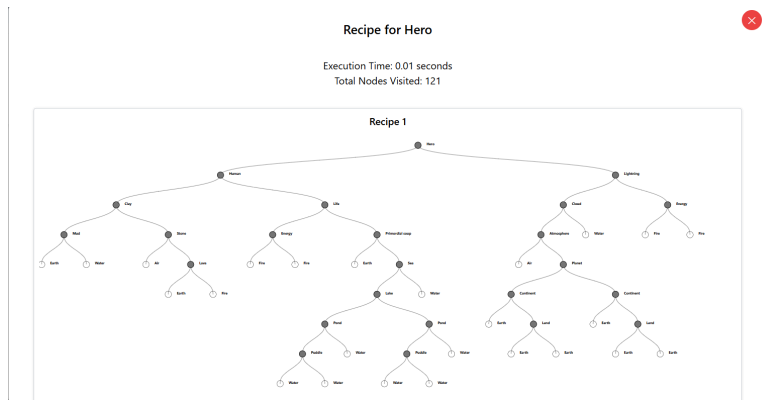 Recipe for Hero
Execution Time: 0.01 seconds
Total Nodes Visited: 121
Recipe 1
Hero
Human Lightning
Clay Life Cloud Energy
Mud Stone Energy Primordial soup Atmosphere Water Fire Fire
Earth Water Air Lava Fire Fire Earth Sea Air Planet
Earth Fire Lake Water Continent Continent
Pond Pond Earth Land Earth Land
Puddle Water Puddle Water Earth Earth Earth Earth
Water Water Water Water